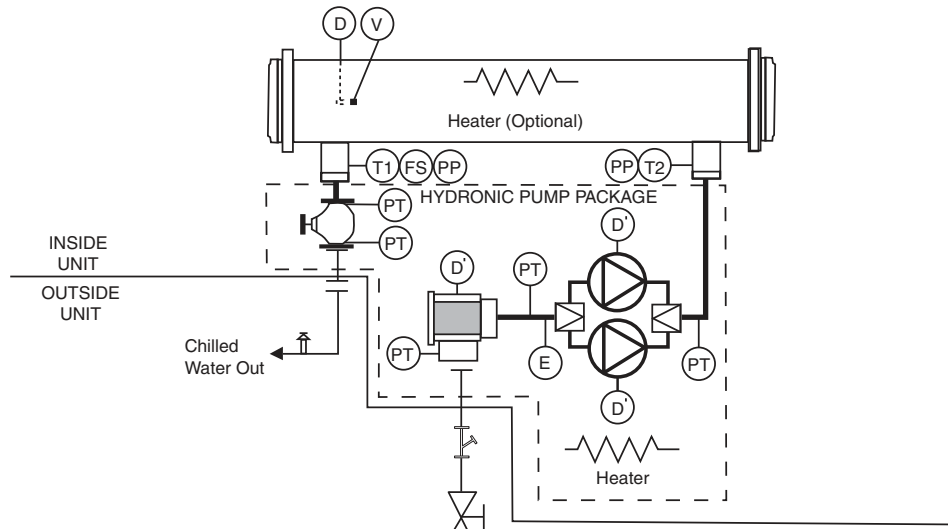 D V
Heater (Optional)
T1 FS PP
PP T2
HYDRONIC PUMP PACKAGE
PT
D'
PT
INSIDE
UNIT
D'
PT
OUTSIDE
UNIT
Chilled
Water Out
PT
E
PT
D'
Heater